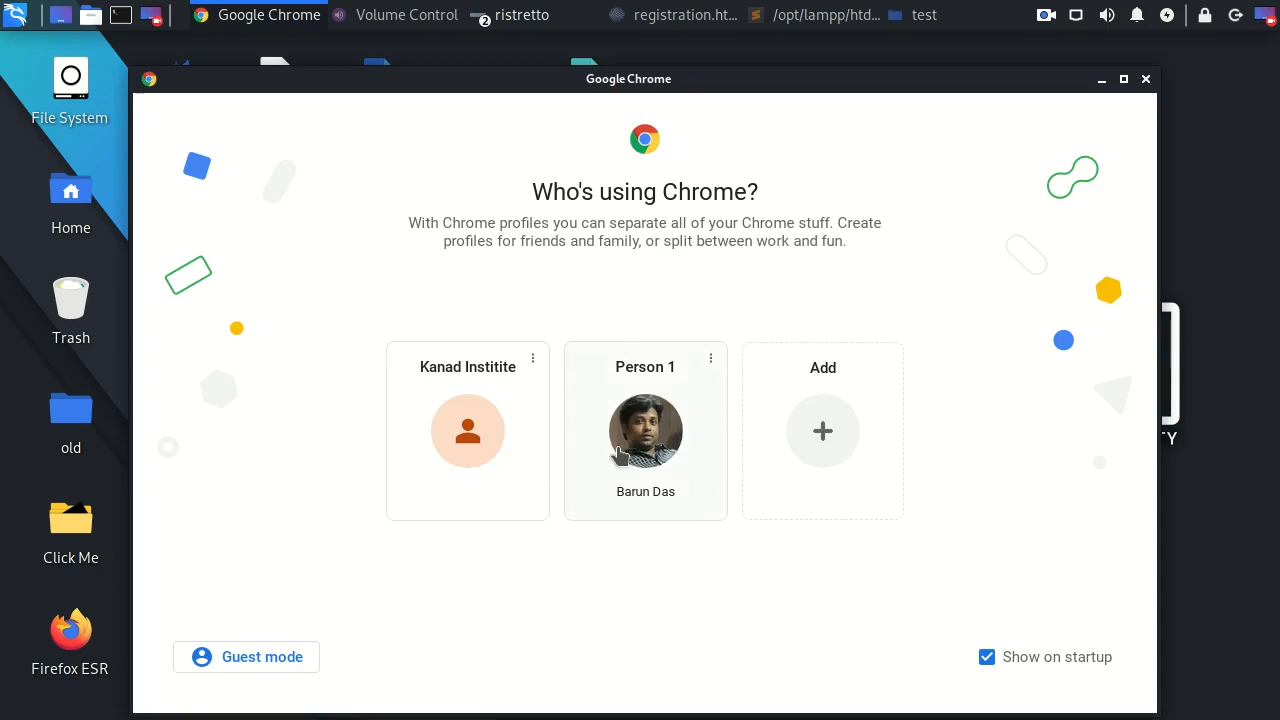 Google Chrome
Volume Control
2 ristretto
registration.ht...
/opt/lampp/htd...
test
File System
Home
Trash
old
Click Me
Firefox ESR
Google Chrome
Who's using Chrome?
With Chrome profiles you can separate all of your Chrome stuff. Create
profiles for friends and family, or split between work and fun.
Kanad Institite
Person 1
Barun Das
Add
Guest mode
Show on startup
TY